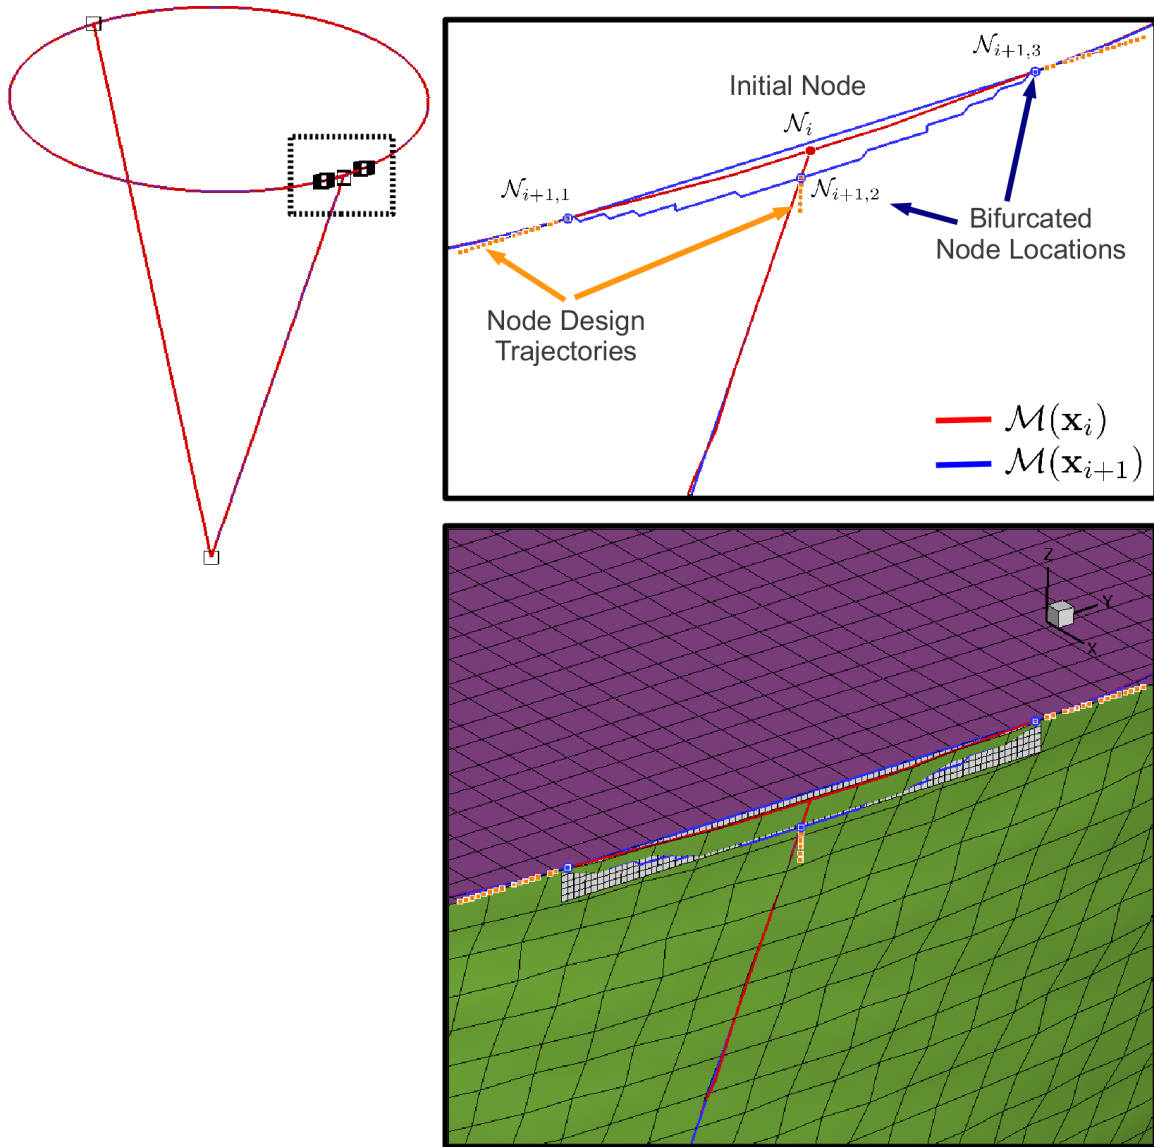 𝒩ᵢ₊₁,₃
Initial Node
𝒩ᵢ
𝒩ᵢ₊₁,₁
𝒩ᵢ₊₁,₂
Bifurcated
Node Locations
Node Design
Trajectories
ℳ(𝐱ᵢ)
ℳ(𝐱ᵢ₊₁)
Z
Y
X